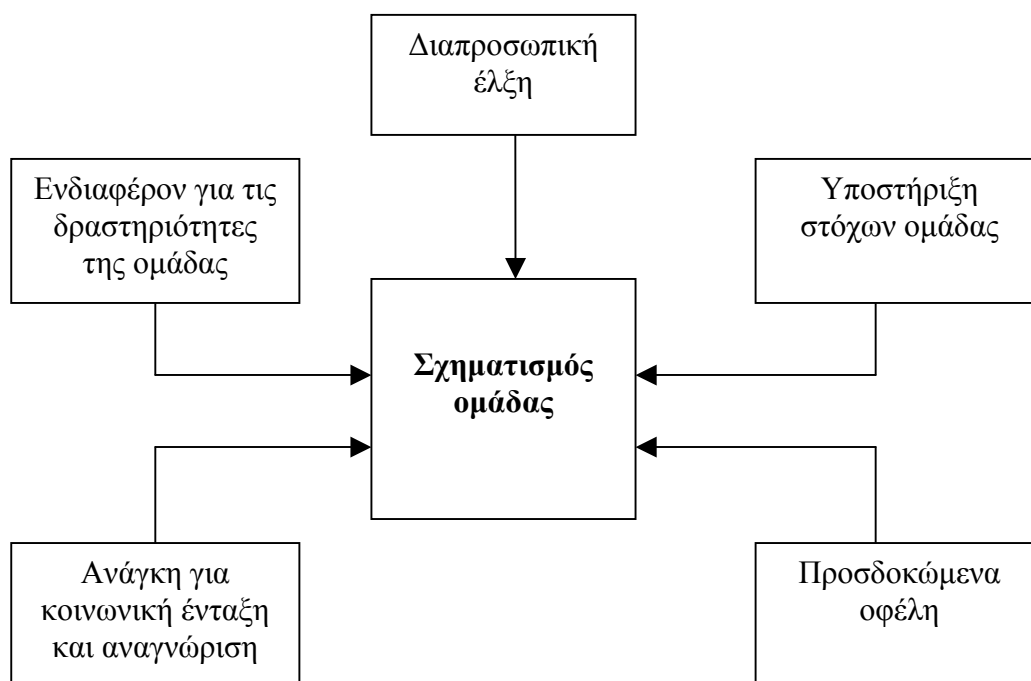 Διαπροσωπική
έλξη
Ενδιαφέρον για τις
δραστηριότητες
της ομάδας
Υποστήριξη
στόχων ομάδας
Σχηματισμός
ομάδας
Ανάγκη για
κοινωνική ένταξη
και αναγνώριση
Προσδοκώμενα
οφέλη